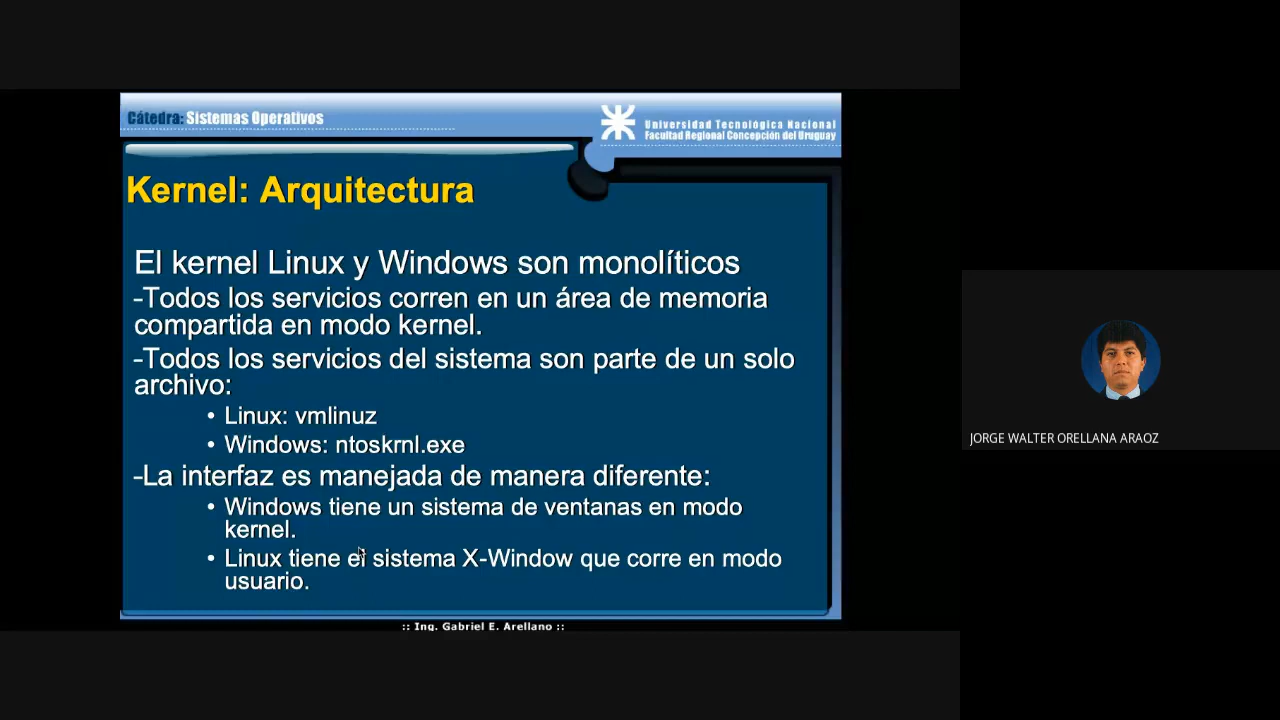 Cátedra: Sistemas Operativos
Universidad Tecnológica Nacional
Facultad Regional Concepción del Uruguay
Kernel: Arquitectura
El kernel Linux y Windows son monolíticos
-Todos los servicios corren en un área de memoria
compartida en modo kernel.
-Todos los servicios del sistema son parte de un solo
archivo:
• Linux: vmlinuz
• Windows: ntoskrnl.exe
-La interfaz es manejada de manera diferente:
• Windows tiene un sistema de ventanas en modo
kernel.
• Linux tiene el sistema X-Window que corre en modo
usuario.
:: Ing. Gabriel E. Arellano ::
JORGE WALTER ORELLANA ARAOZ